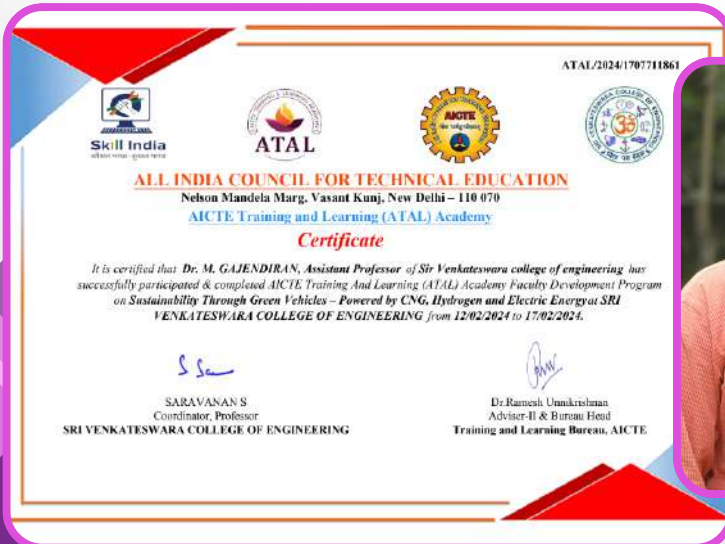 ATAL/2024/1707711861
Skill India
ATAL
AICTE
ALL INDIA COUNCIL FOR TECHNICAL EDUCATION
Nelson Mandela Marg, Vasant Kunj, New Delhi – 110 070
AICTE Training and Learning (ATAL) Academy
Certificate
It is certified that Dr. M. GAJENDIRAN, Assistant Professor of Sir Venkateswara college of engineering has
successfully participated & completed AICTE Training And Learning (ATAL) Academy Faculty Development Program
on Sustainability Through Green Vehicles – Powered by CNG, Hydrogen and Electric Energyat SRI
VENKATESWARA COLLEGE OF ENGINEERING from 12/02/2024 to 17/02/2024.
SARAVANAN S
Coordinator, Professor
SRI VENKATESWARA COLLEGE OF ENGINEERING
Dr.Ramesh Unnikrishnan
Adviser-II & Bureau Head
Training and Learning Bureau, AICTE